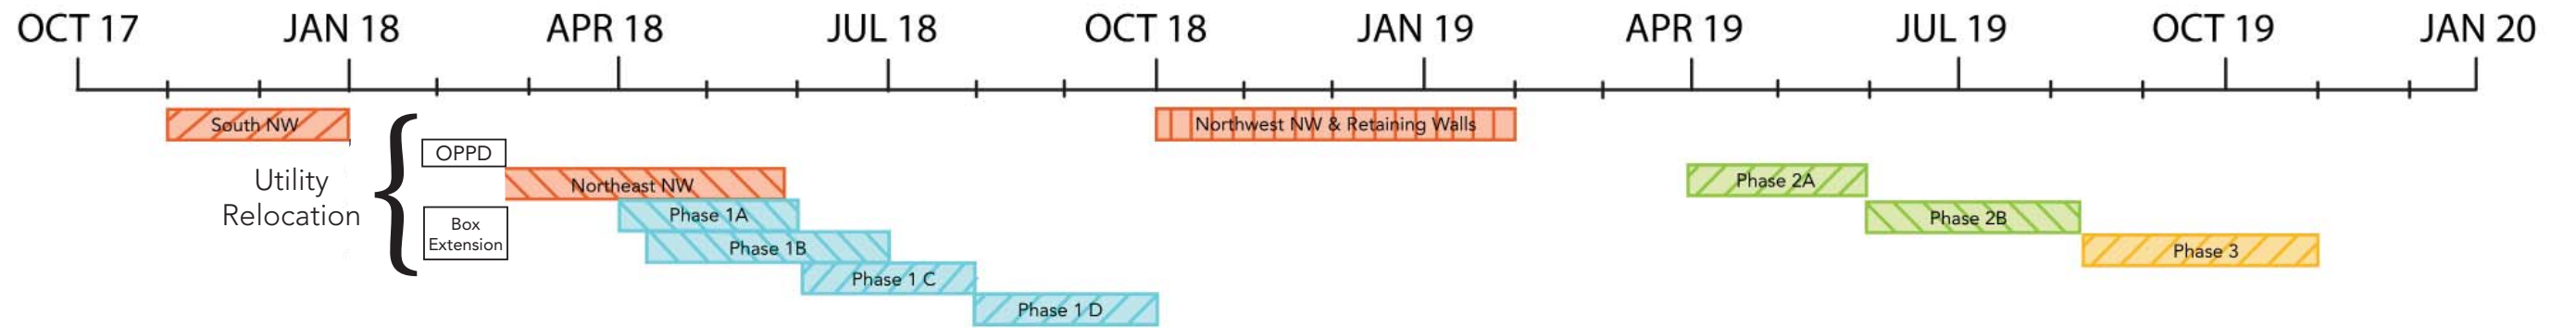 OCT 17 JAN 18 APR 18 JUL 18 OCT 18 JAN 19 APR 19 JUL 19 OCT 19 JAN 20
South NW
Northwest NW & Retaining Walls
OPPD
Utility
Relocation
Northeast NW
Phase 2A
Box
Extension
Phase 1A
Phase 2B
Phase 1B
Phase 3
Phase 1 C
Phase 1 D